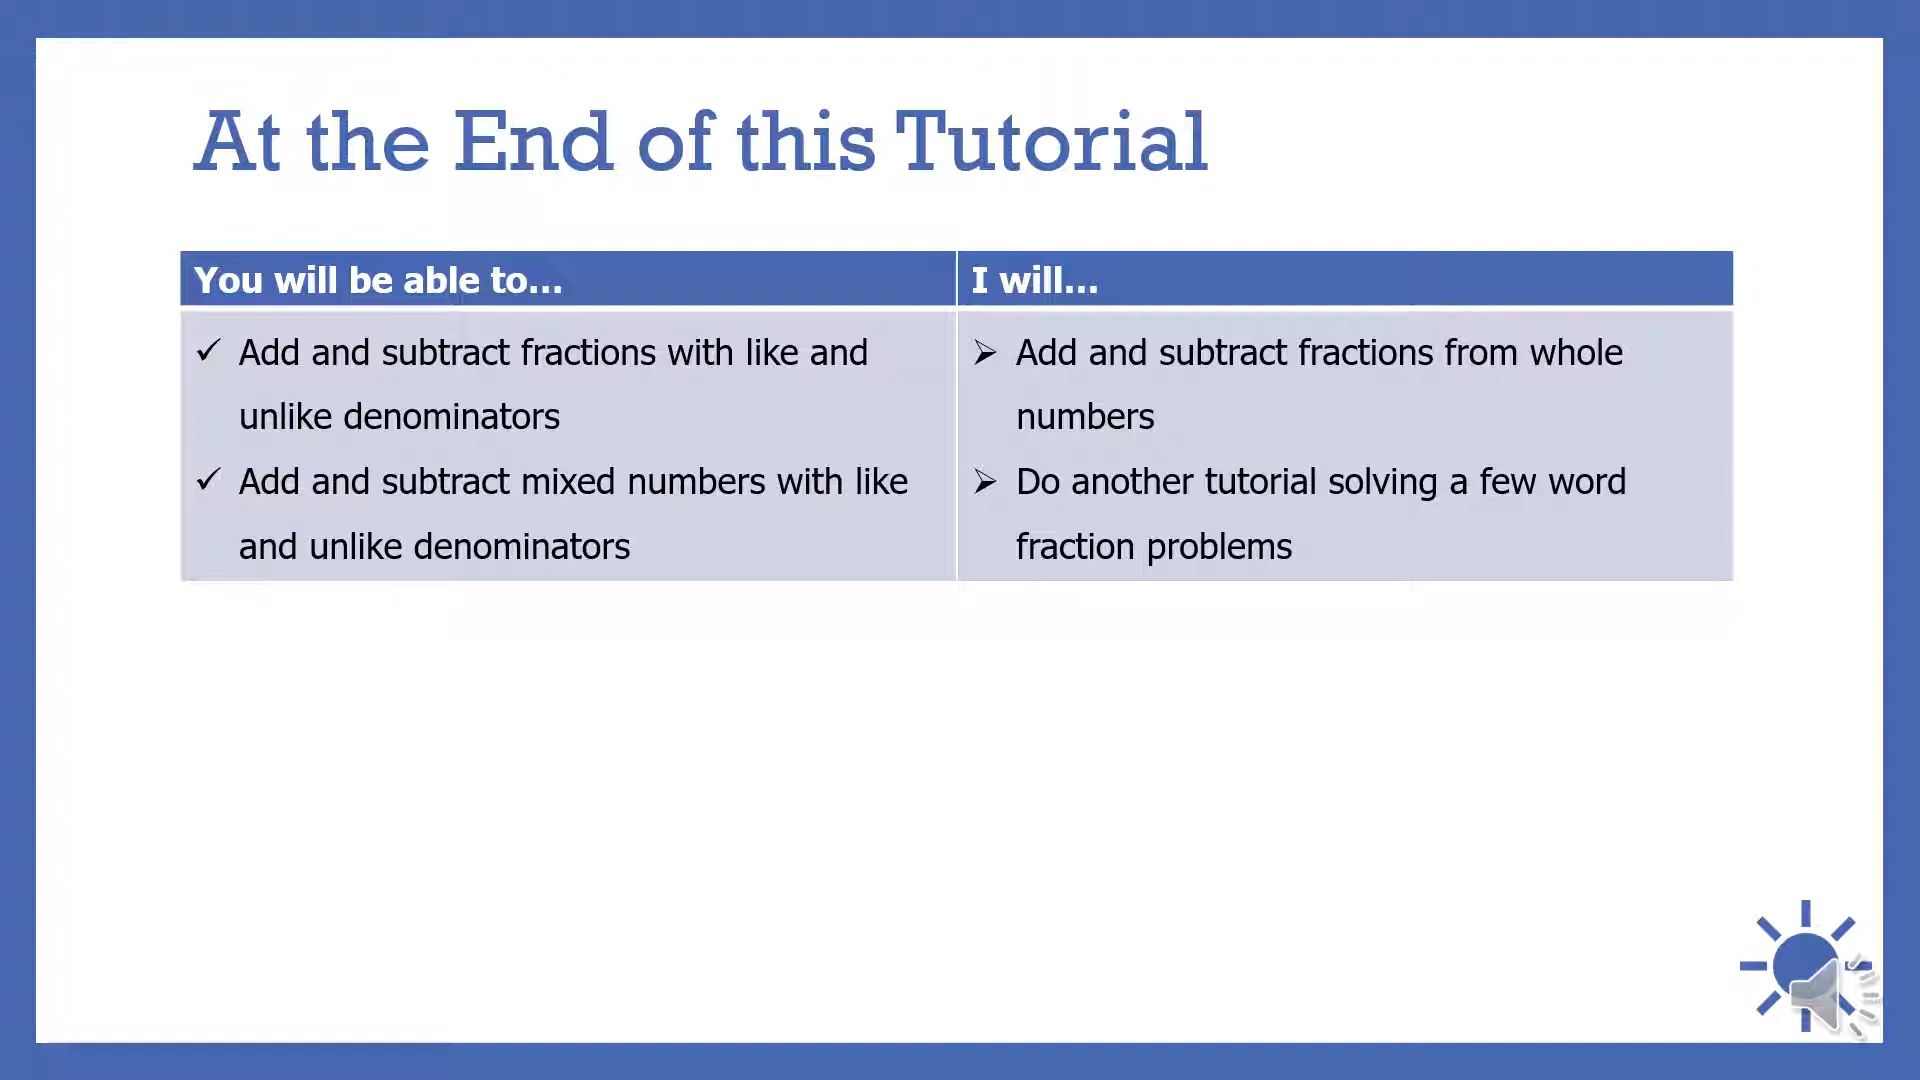 At the End of this Tutorial
You will be able to...
I will...
✓ Add and subtract fractions with like and
unlike denominators
✓ Add and subtract mixed numbers with like
and unlike denominators
➢ Add and subtract fractions from whole
numbers
➢ Do another tutorial solving a few word
fraction problems